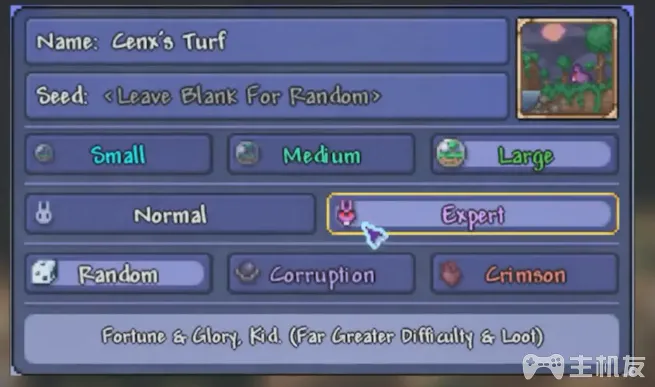 Name: Cenx's Turf
Seed: <Leave Blank For Random>
Small Medium Large
Normal Expert
Random Corruption Crimson
Fortune & Glory, Kid. (Far Greater Difficulty & Loot)
主机友